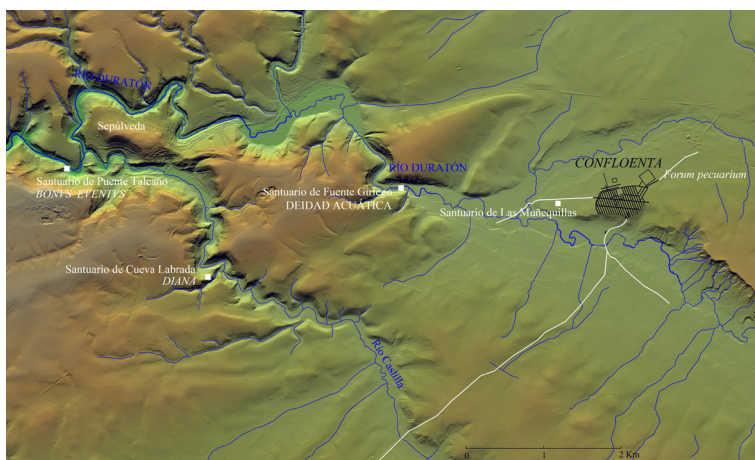 RÍO DURATÓN
Sepúlveda
RÍO DURATÓN
CONFLOENTA
Forum pecuarium
Santuario de Puente Talcano
BONVS EVENTVS
Santuario de Fuente Giriego
DEIDAD ACUÁTICA
Santuario de Las Muñequillas
Santuario de Cueva Labrada
DIANA
Río Caslilla
0 1 2 Km